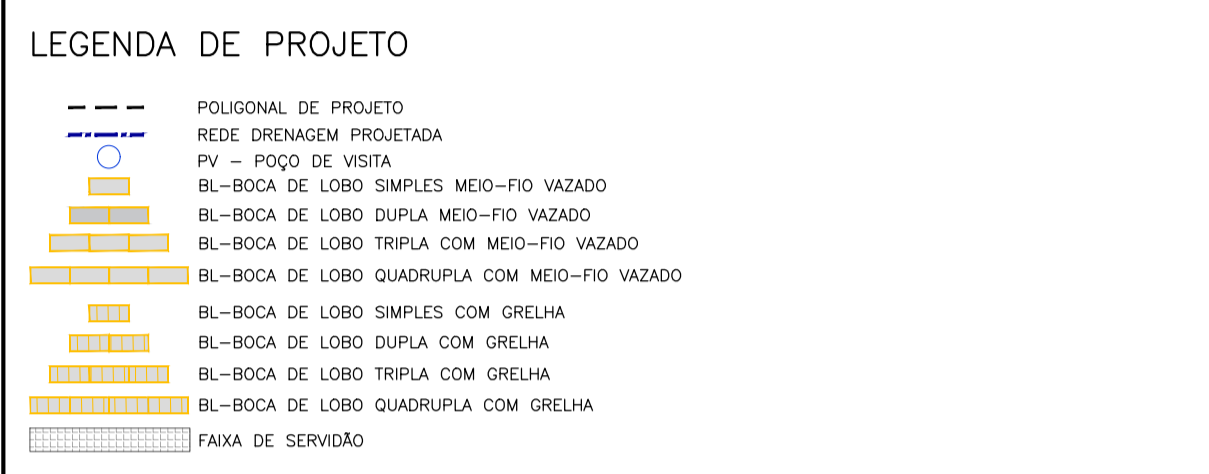 LEGENDA DE PROJETO
POLIGONAL DE PROJETO
REDE DRENAGEM PROJETADA
PV – POÇO DE VISITA
BL–BOCA DE LOBO SIMPLES MEIO–FIO VAZADO
BL–BOCA DE LOBO DUPLA MEIO–FIO VAZADO
BL–BOCA DE LOBO TRIPLA COM MEIO–FIO VAZADO
BL–BOCA DE LOBO QUADRUPLA COM MEIO–FIO VAZADO
BL–BOCA DE LOBO SIMPLES COM GRELHA
BL–BOCA DE LOBO DUPLA COM GRELHA
BL–BOCA DE LOBO TRIPLA COM GRELHA
BL–BOCA DE LOBO QUADRUPLA COM GRELHA
FAIXA DE SERVIDÃO